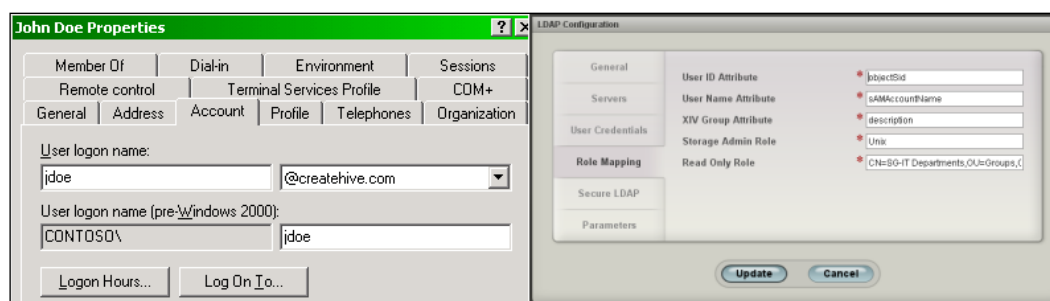 John Doe Properties
Member Of Dial-in Environment Sessions
Remote control Terminal Services Profile COM+
General Address Account Profile Telephones Organization
User logon name:
jdoe @createhive.com
User logon name (pre-Windows 2000):
CONTOSO\ jdoe
Logon Hours... Log On To...
LDAP Configuration
General
Servers
User Credentials
Role Mapping
Secure LDAP
Parameters
User ID Attribute * objectSid
User Name Attribute * sAMAccountName
XIV Group Attribute * description
Storage Admin Role * Unix
Read Only Role * CN=SG-IT Departments,OU=Groups,
Update Cancel